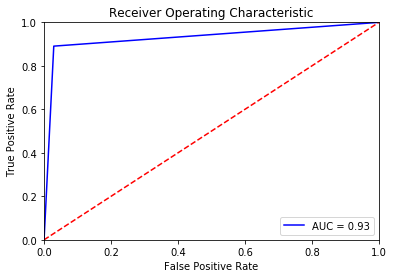 Receiver Operating Characteristic
True Positive Rate
1.0
0.8
0.6
0.4
0.2
0.0
AUC = 0.93
0.0 0.2 0.4 0.6 0.8 1.0
False Positive Rate